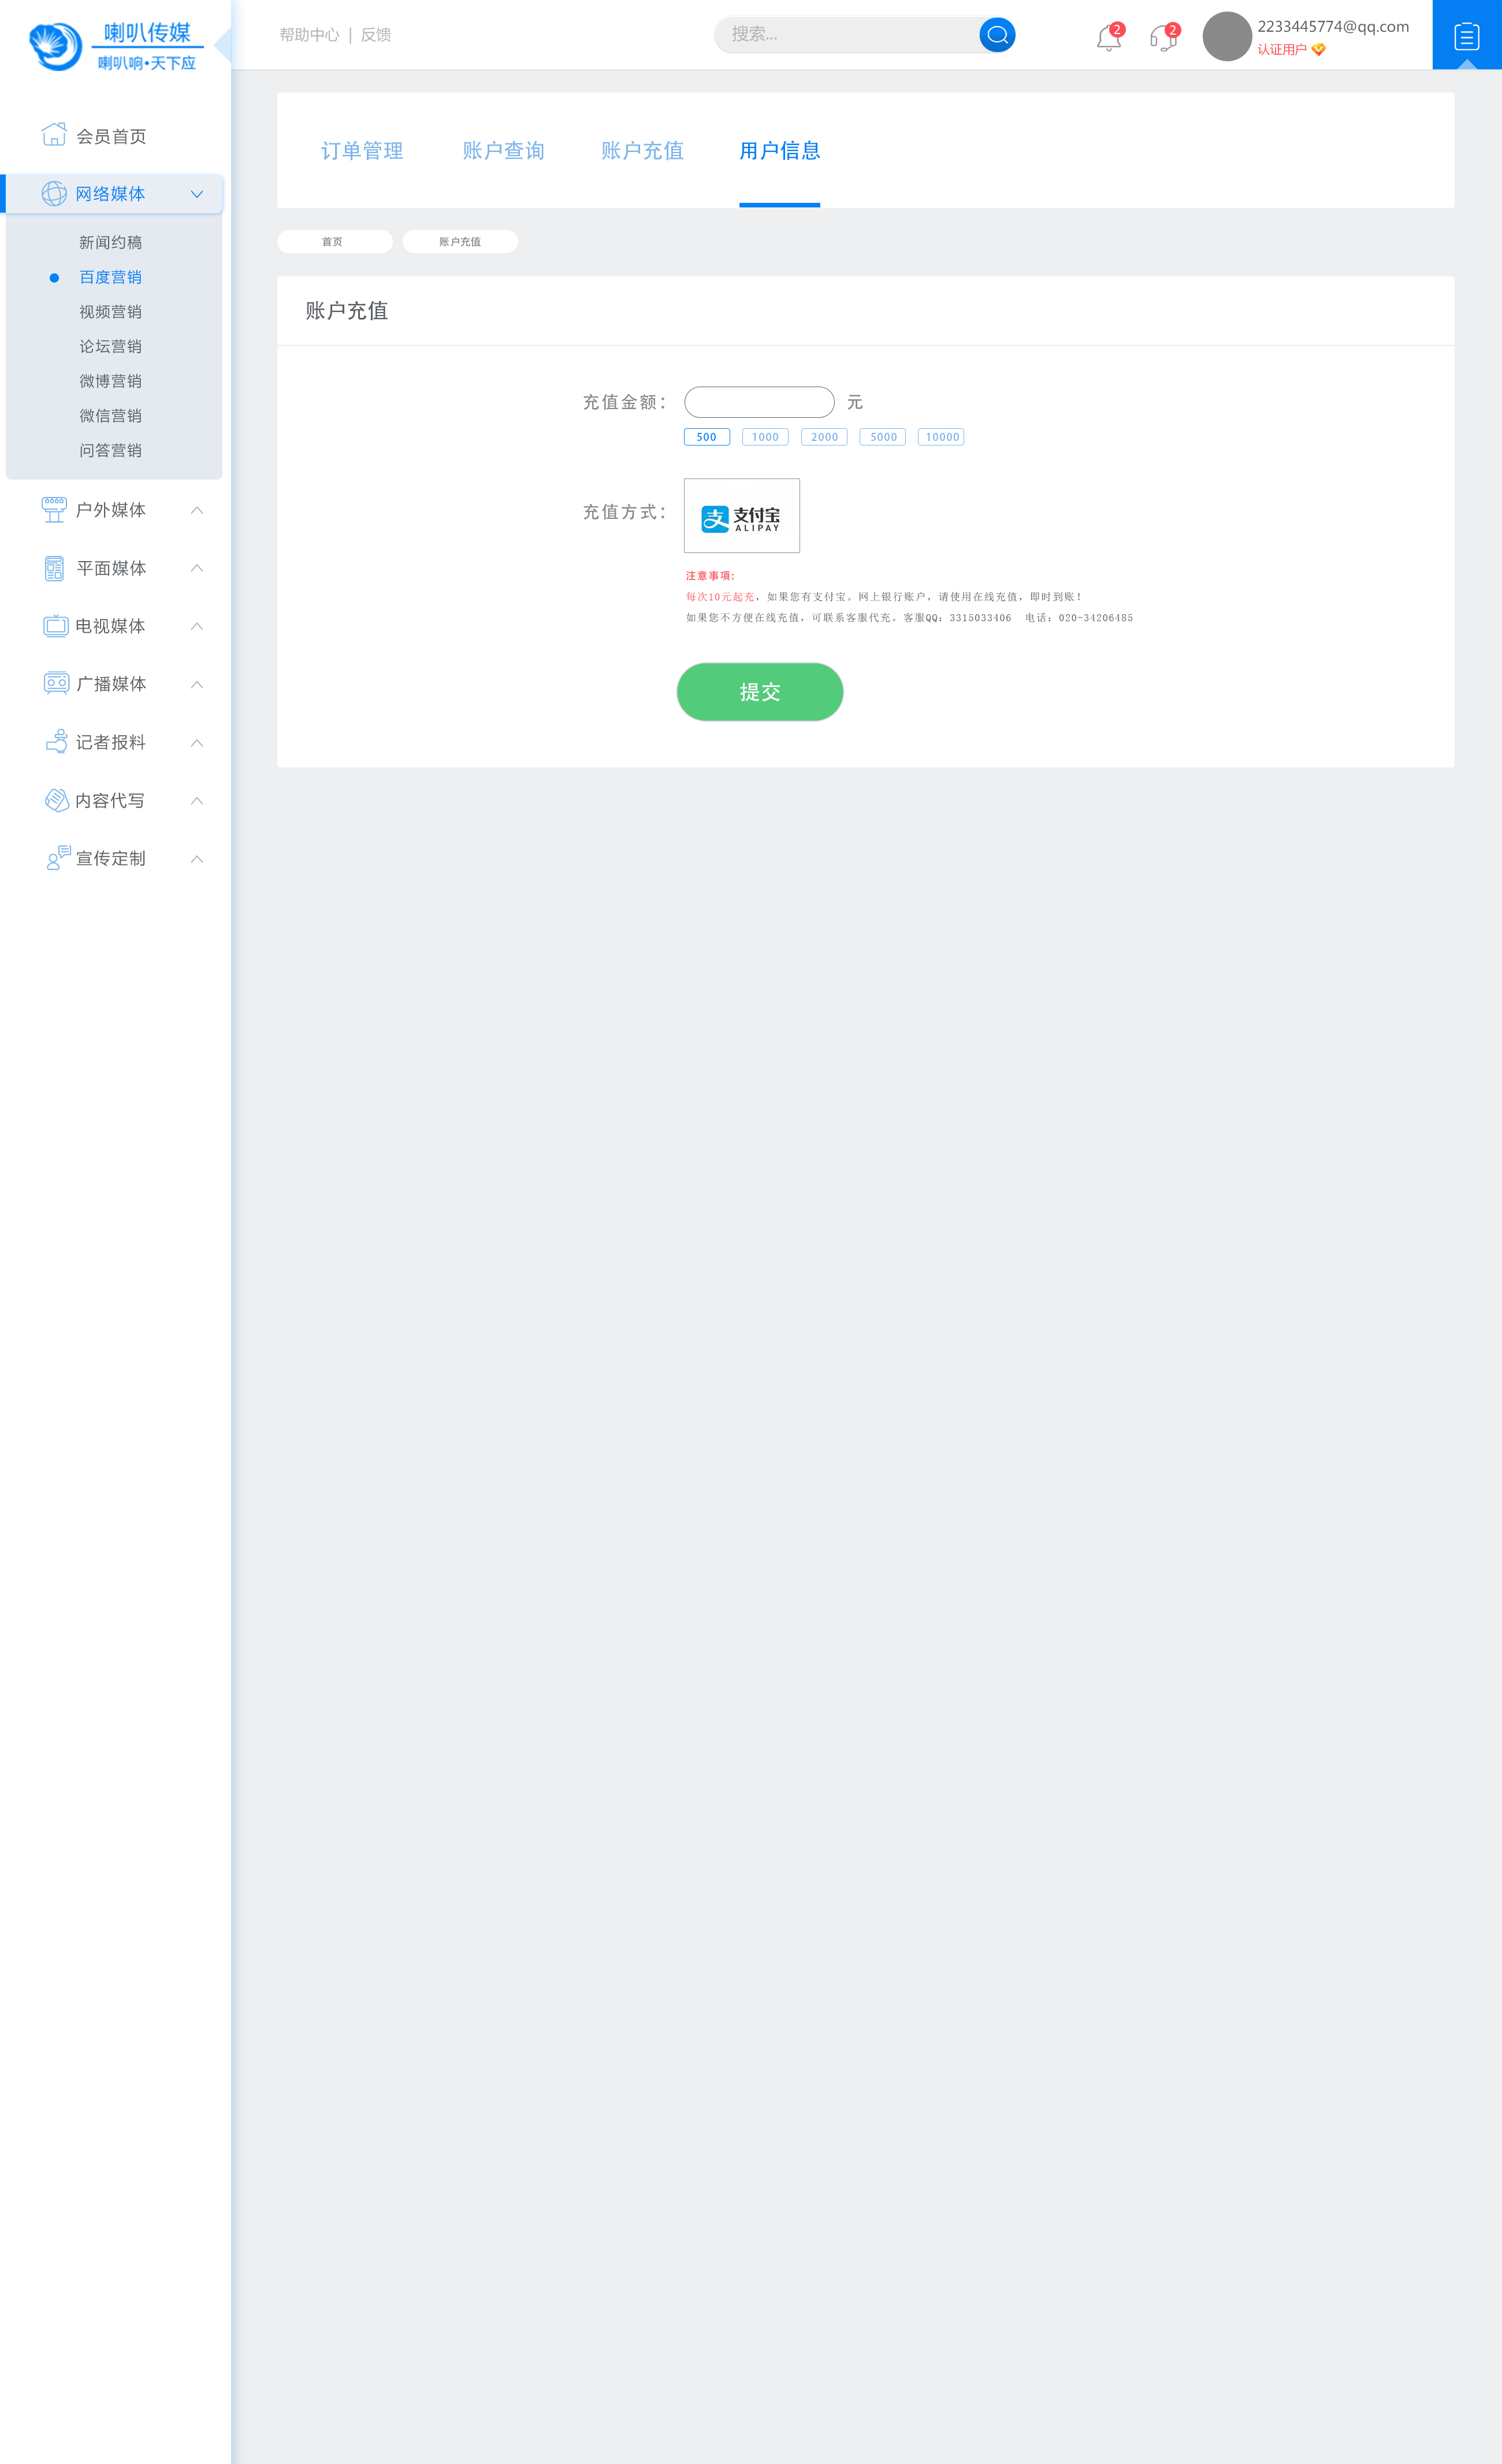 喇叭传媒
喇叭响•天下应
帮助中心 | 反馈
搜索...
2
2
2233445774@qq.com
认证用户
会员首页
网络媒体
新闻约稿
百度营销
视频营销
论坛营销
微博营销
微信营销
问答营销
户外媒体
平面媒体
电视媒体
广播媒体
记者报料
内容代写
宣传定制
订单管理 账户查询 账户充值 用户信息
首页 账户充值
账户充值
充值金额： 元
500 1000 2000 5000 10000
充值方式：
支 支付宝
ALIPAY
注意事项:
每次10元起充，如果您有支付宝。网上银行账户，请使用在线充值，即时到账！
如果您不方便在线充值，可联系客服代充。客服QQ：3315033406 电话：020-34206485
提交